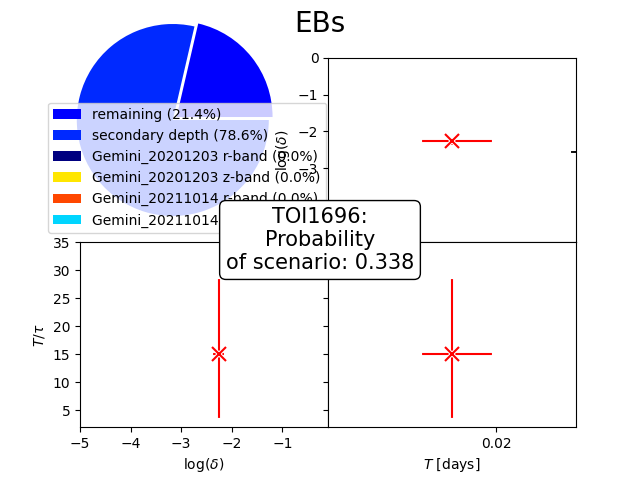 EBs
remaining (21.4%)
secondary depth (78.6%)
Gemini_20201203 r-band (0.0%)
Gemini_20201203 z-band (0.0%)
Gemini_20211014 r-band (0.0%)
Gemini_20211014
0
−1
−2
−3
log(δ)
TOI1696:
Probability
of scenario: 0.338
35
30
25
20
15
10
5
T/τ
−5 −4 −3 −2 −1
log(δ)
0.02
T [days]